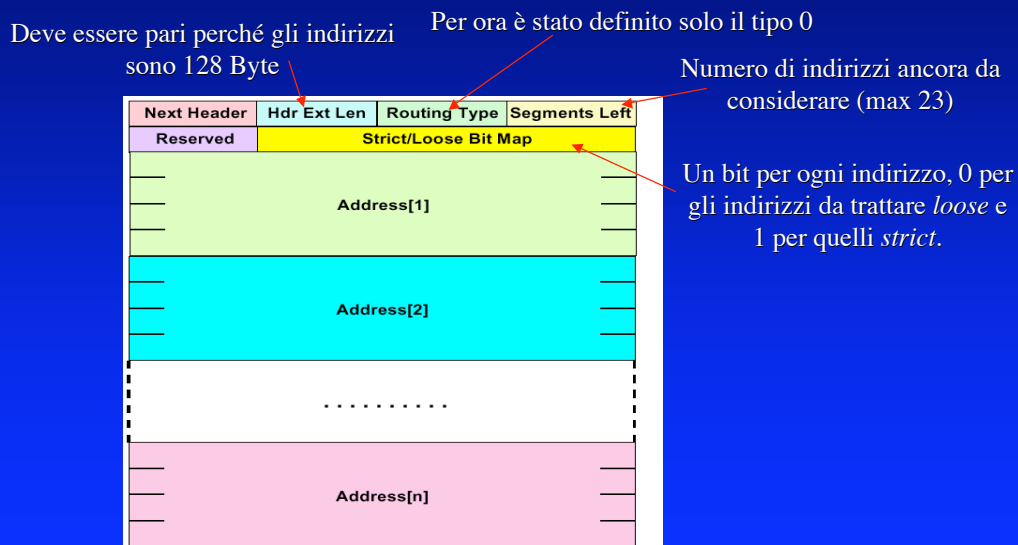 Deve essere pari perché gli indirizzi
sono 128 Byte
Per ora è stato definito solo il tipo 0
Numero di indirizzi ancora da
considerare (max 23)
Next Header
Hdr Ext Len
Routing Type
Segments Left
Reserved
Strict/Loose Bit Map
Un bit per ogni indirizzo, 0 per
gli indirizzi da trattare loose e
1 per quelli strict.
Address[1]
Address[2]
. . . . . . . . . .
Address[n]